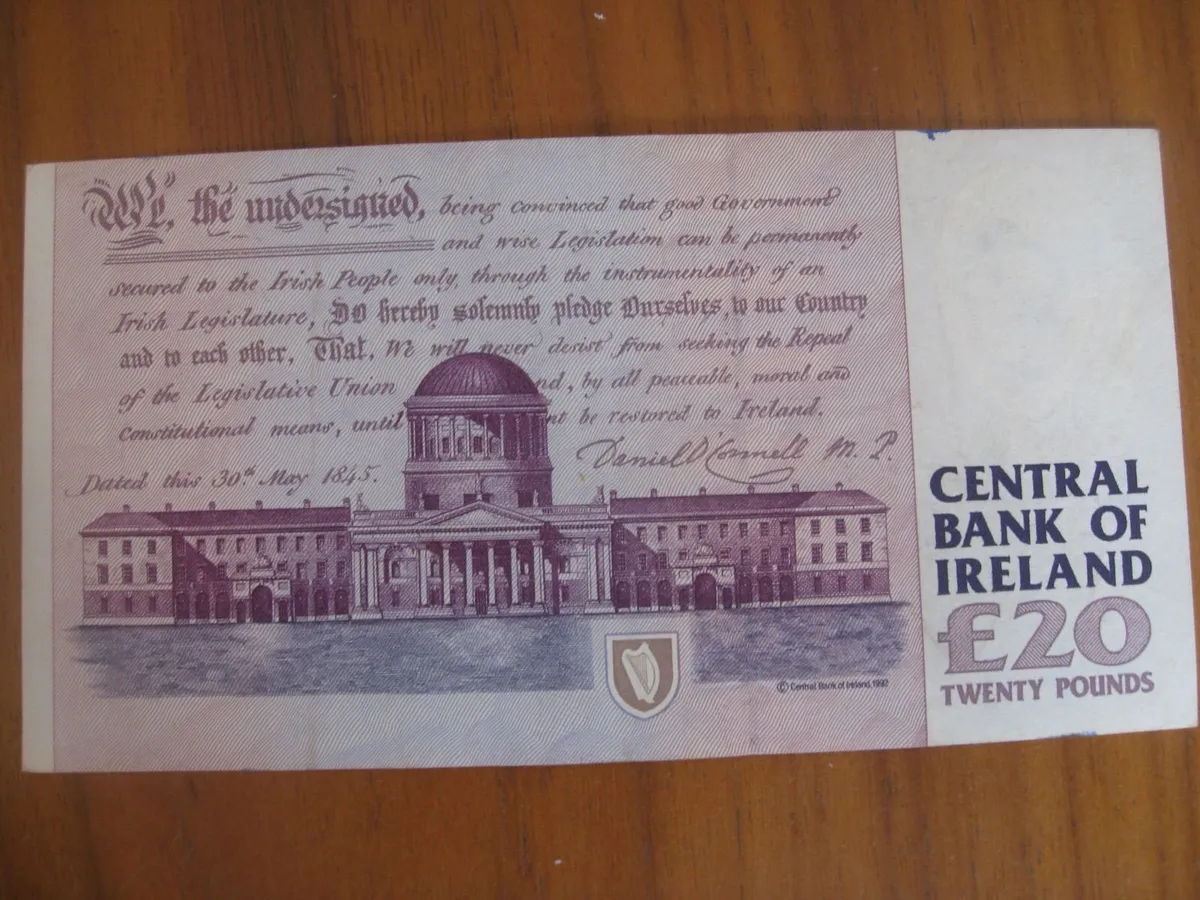 We, the undersigned, being convinced that good Government
and wise Legislation can be permanently
secured to the Irish People only, through the instrumentality of an
Irish Legislature, Do hereby solemnly pledge Ourselves, to our Country
and to each other, That, We will never desist from seeking the Repeal
of the Legislative Union nd, by all peaceable, moral and
Constitutional means, until nt be restored to Ireland.
Dated this 30th May 1845. Daniel O'Connell M.P.
CENTRAL
BANK OF
IRELAND
£20
TWENTY POUNDS
© Central Bank of Ireland, 1992